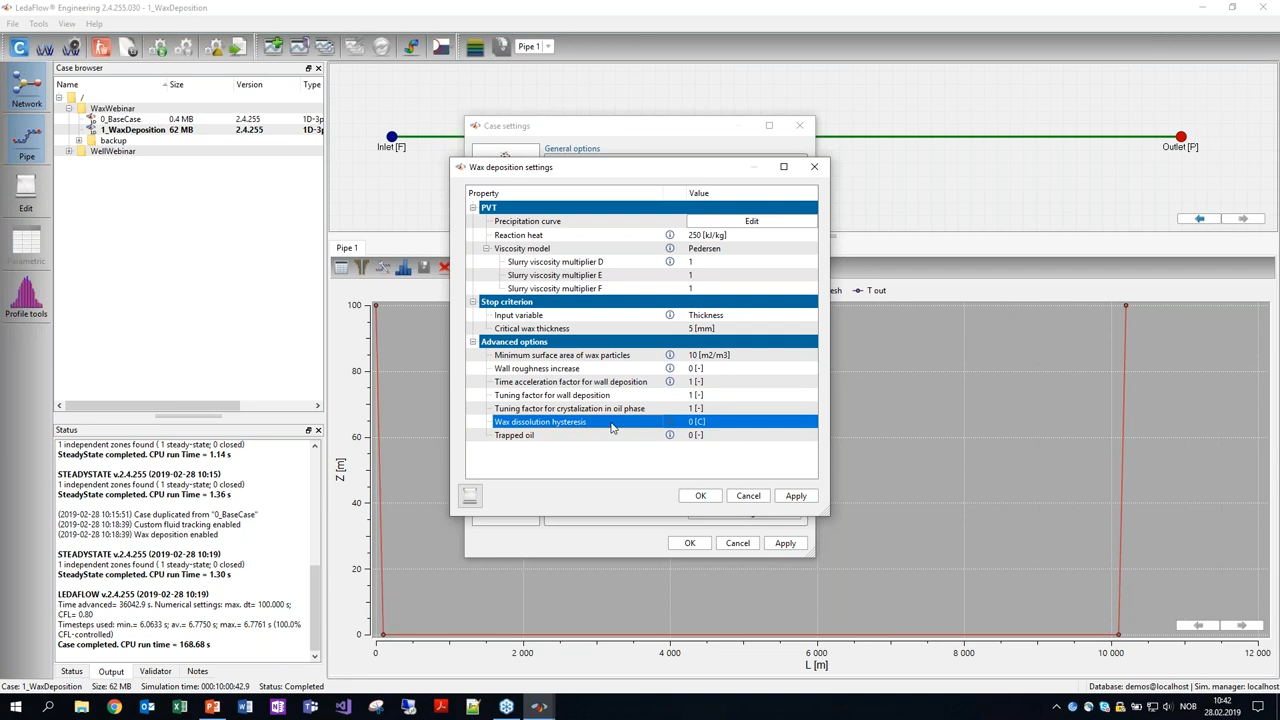 LedaFlow® Engineering 2.4.255.030 - 1_WaxDeposition
File Tools View Help
Pipe 1
Network
Pipe
Edit
Parametric
Profile tools
Case browser
Name Size Version Type
/
WaxWebinar
0_BaseCase 0.4 MB 2.4.255 1D-3p
1_WaxDeposition 62 MB 2.4.255 1D-3p
backup
WellWebinar
Inlet [F]
Outlet [P]
Case settings
General options
Wax deposition settings
Property Value
PVT
Precipitation curve Edit
Reaction heat 250 [kJ/kg]
Viscosity model Pedersen
Slurry viscosity multiplier D 1
Slurry viscosity multiplier E 1
Slurry viscosity multiplier F 1
Stop criterion
Input variable Thickness
Critical wax thickness 5 [mm]
Advanced options
Minimum surface area of wax particles 10 [m2/m3]
Wall roughness increase 0 [-]
Time acceleration factor for wall deposition 1 [-]
Tuning factor for wall deposition 1 [-]
Tuning factor for crystalization in oil phase 1 [-]
Wax dissolution hysteresis 0 [C]
Trapped oil 0 [-]
OK Cancel Apply
OK Cancel Apply
Pipe 1
esh T out
100
80
60
40
20
0
Z [m]
0 2 000 4 000 6 000 8 000 10 000 12 000
L [m]
Status
1 independent zones found (1 steady-state; 0 closed)
SteadyState completed. CPU run Time = 1.14 s
STEADYSTATE v.2.4.255 (2019-02-28 10:15)
1 independent zones found (1 steady-state; 0 closed)
SteadyState completed. CPU run Time = 1.36 s
(2019-02-28 10:15:51) Case duplicated from "0_BaseCase"
(2019-02-28 10:18:39) Custom fluid tracking enabled
(2019-02-28 10:18:39) Wax deposition enabled
STEADYSTATE v.2.4.255 (2019-02-28 10:19)
1 independent zones found (1 steady-state; 0 closed)
SteadyState completed. CPU run Time = 1.30 s
LEDAFLOW v.2.4.255 (2019-02-28 10:19)
Time advanced= 36042.9 s. Numerical settings: max. dt= 100.000 s;
CFL= 0.80
Timesteps used: min.= 6.0633 s; av.= 6.7750 s; max.= 6.7761 s (100.0%
CFL-controlled)
Case completed. CPU run time = 168.68 s
Status Output Validator Notes
Case: 1_WaxDeposition Size: 62 MB Simulation time: 000:10:00:42.9 Status: Completed
Database: demos@localhost | Sim. manager: localhost
NOR
10:42
28.02.2019